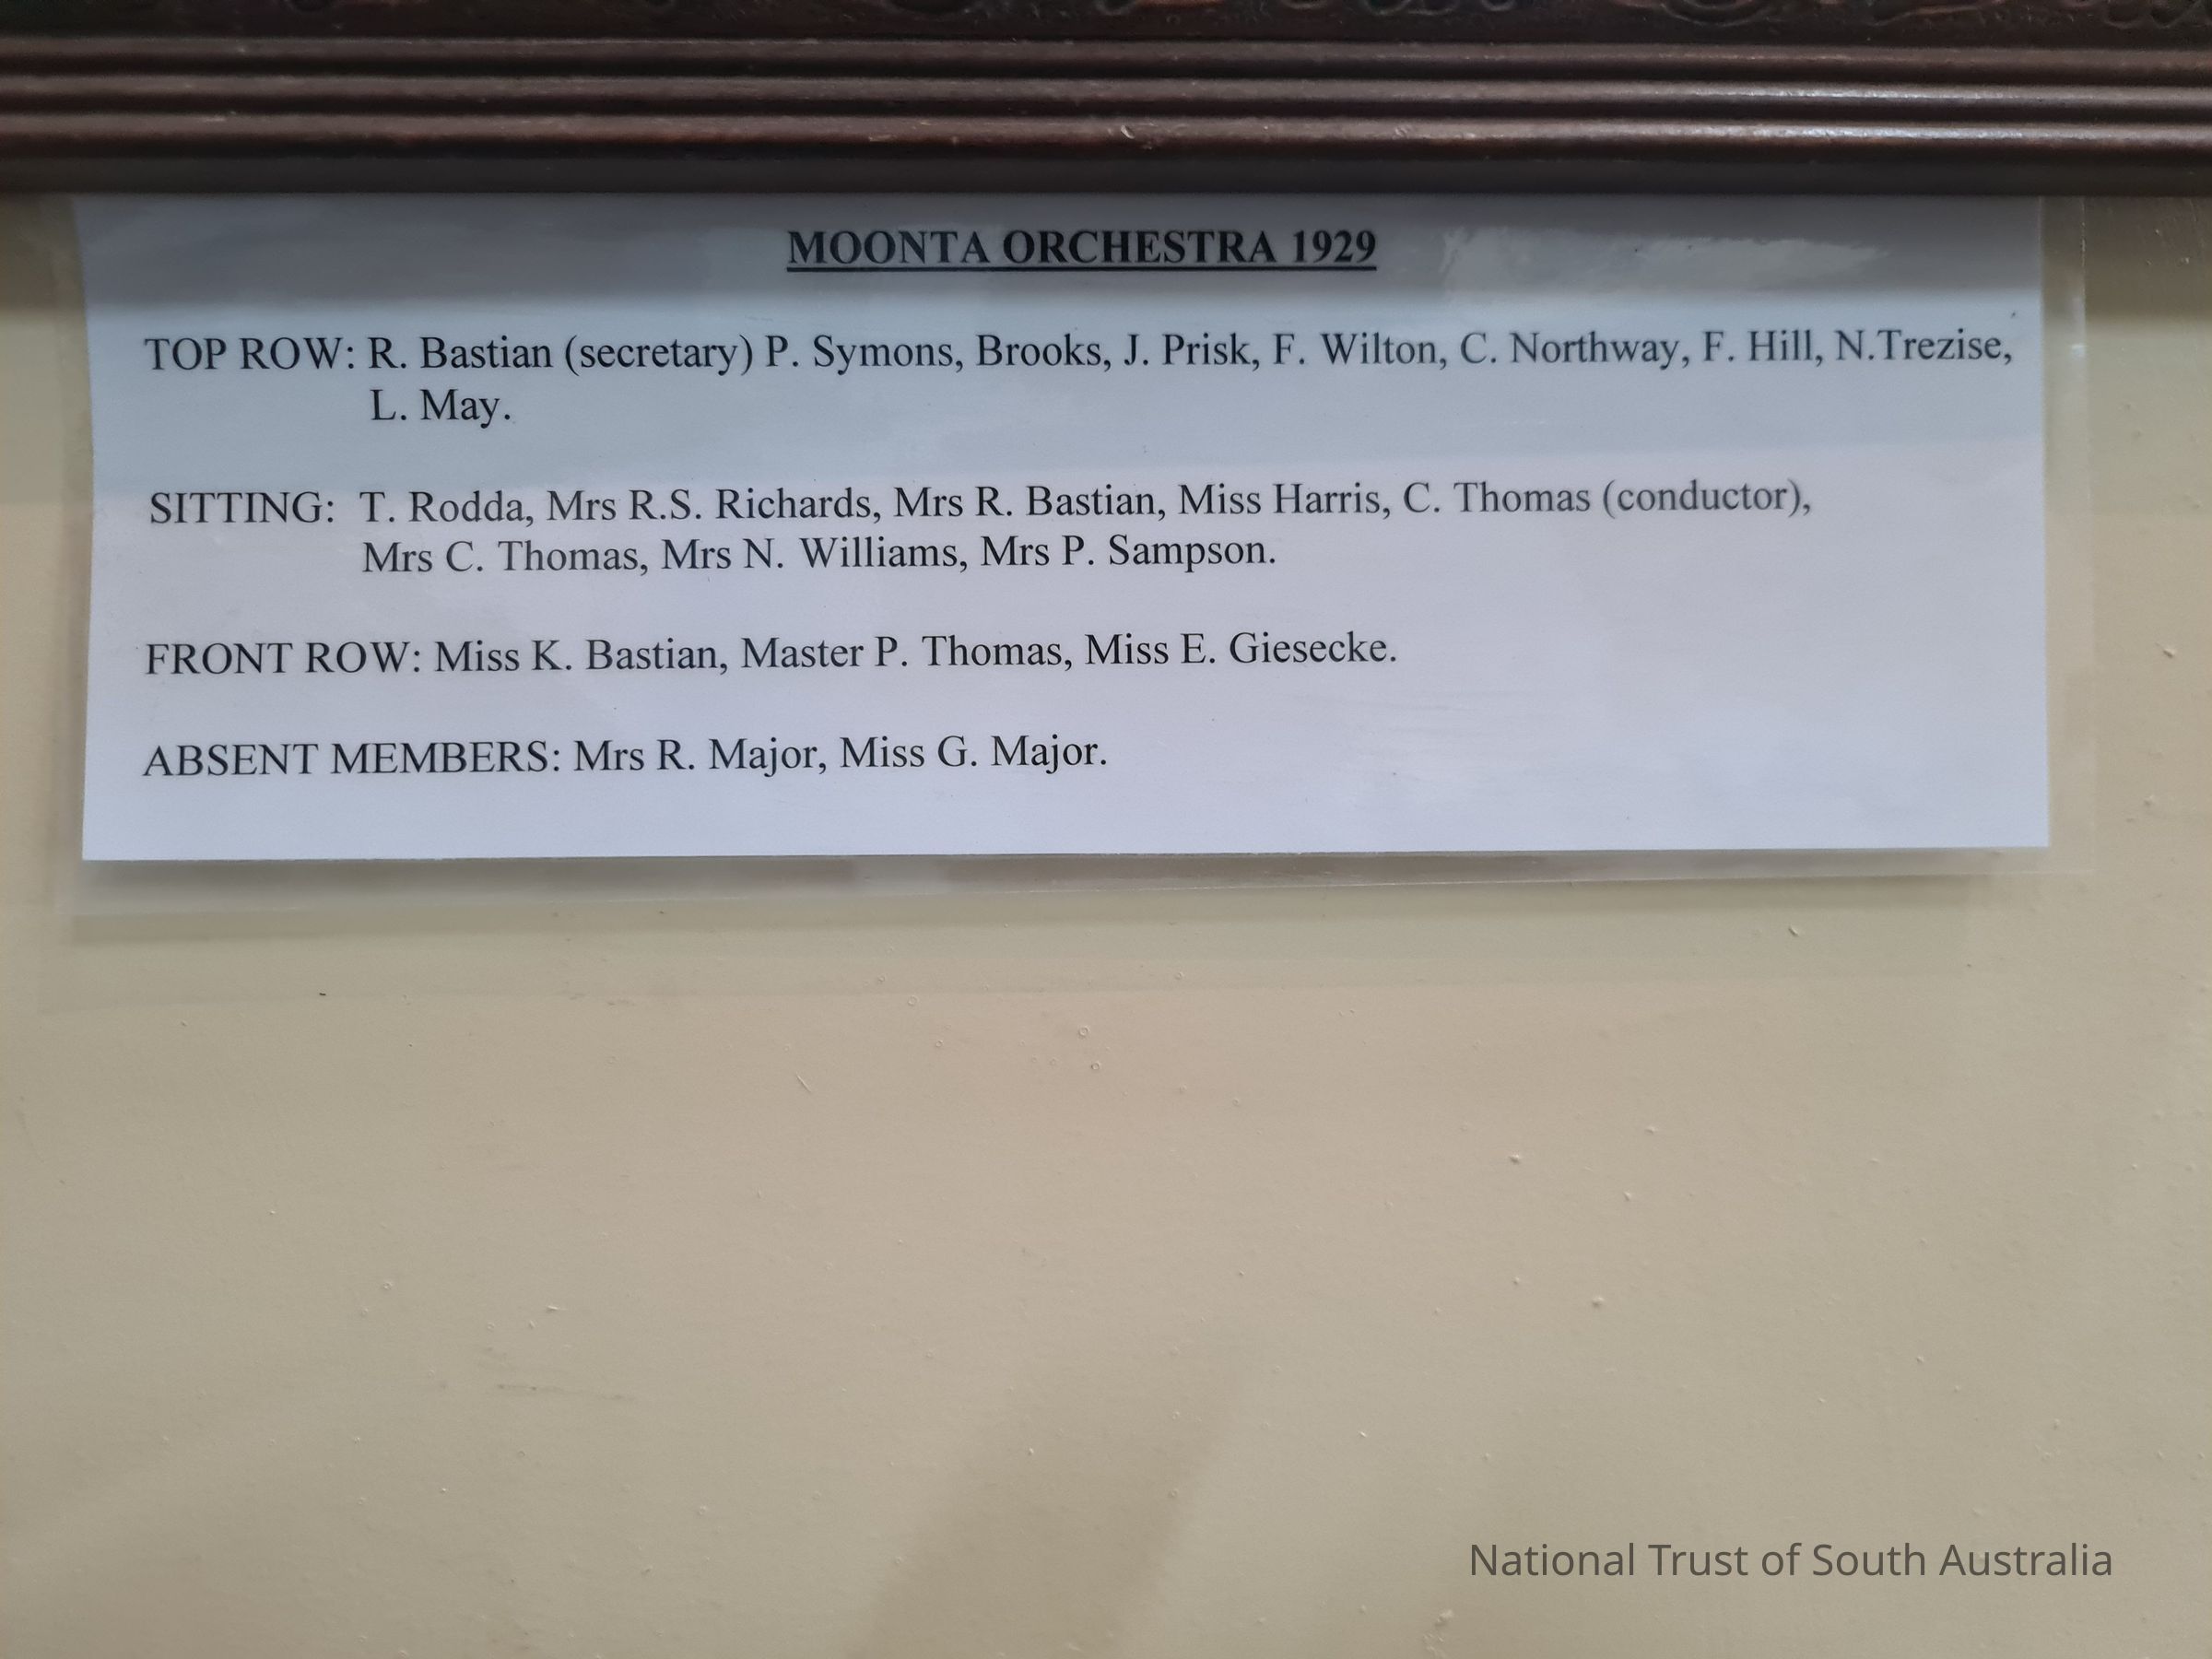 MOONTA ORCHESTRA 1929
TOP ROW: R. Bastian (secretary) P. Symons, Brooks, J. Prisk, F. Wilton, C. Northway, F. Hill, N.Trezise,
L. May.
SITTING: T. Rodda, Mrs R.S. Richards, Mrs R. Bastian, Miss Harris, C. Thomas (conductor),
Mrs C. Thomas, Mrs N. Williams, Mrs P. Sampson.
FRONT ROW: Miss K. Bastian, Master P. Thomas, Miss E. Giesecke.
ABSENT MEMBERS: Mrs R. Major, Miss G. Major.
National Trust of South Australia